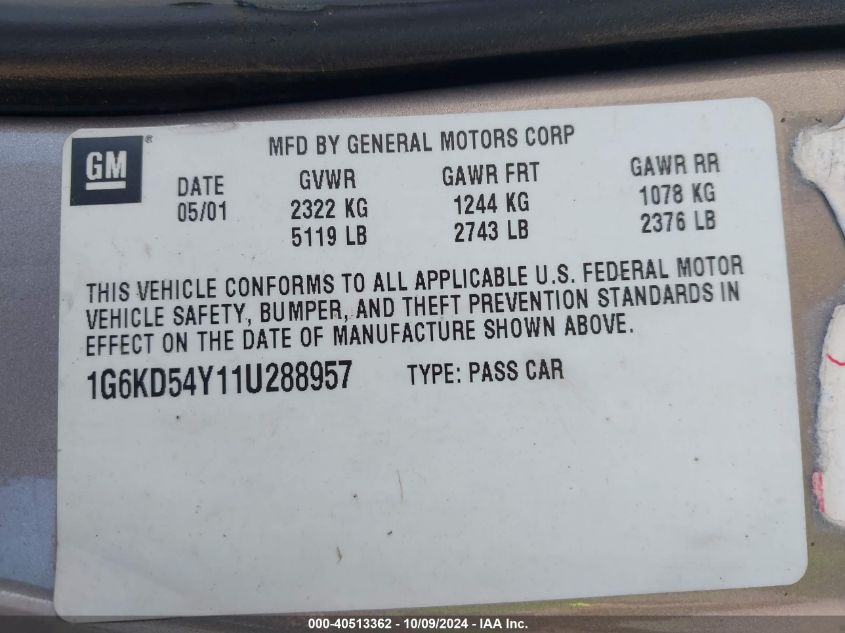 GM ®
MFD BY GENERAL MOTORS CORP
DATE GVWR GAWR FRT GAWR RR
05/01 2322 KG 1244 KG 1078 KG
5119 LB 2743 LB 2376 LB
THIS VEHICLE CONFORMS TO ALL APPLICABLE U.S. FEDERAL MOTOR
VEHICLE SAFETY, BUMPER, AND THEFT PREVENTION STANDARDS IN
EFFECT ON THE DATE OF MANUFACTURE SHOWN ABOVE.
1G6KD54Y11U288957 TYPE: PASS CAR
000-40513362 - 10/09/2024 - IAA Inc.